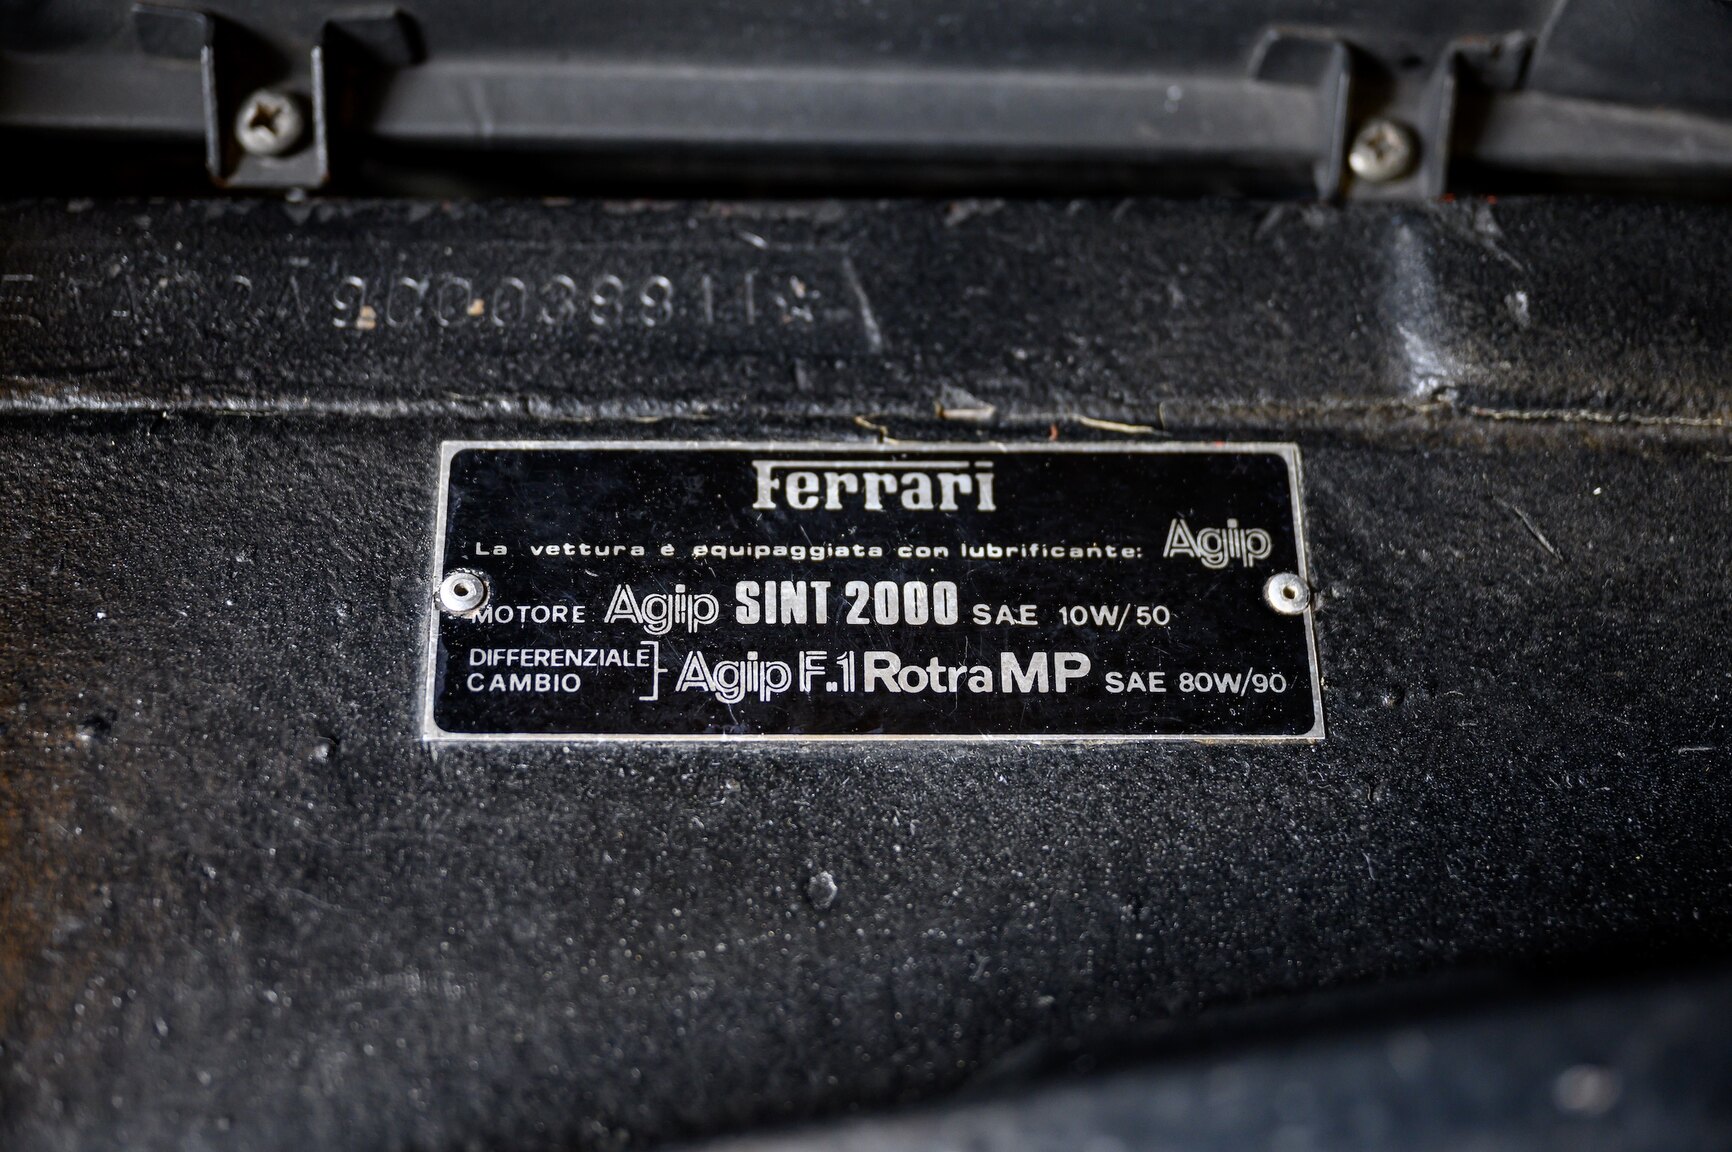 Ferrari
La vettura è equipaggiata con lubrificante: Agip
MOTORE Agip SINT 2000 SAE 10W/50
DIFFERENZIALE
CAMBIO
Agip F.1 Rotra MP SAE 80W/90